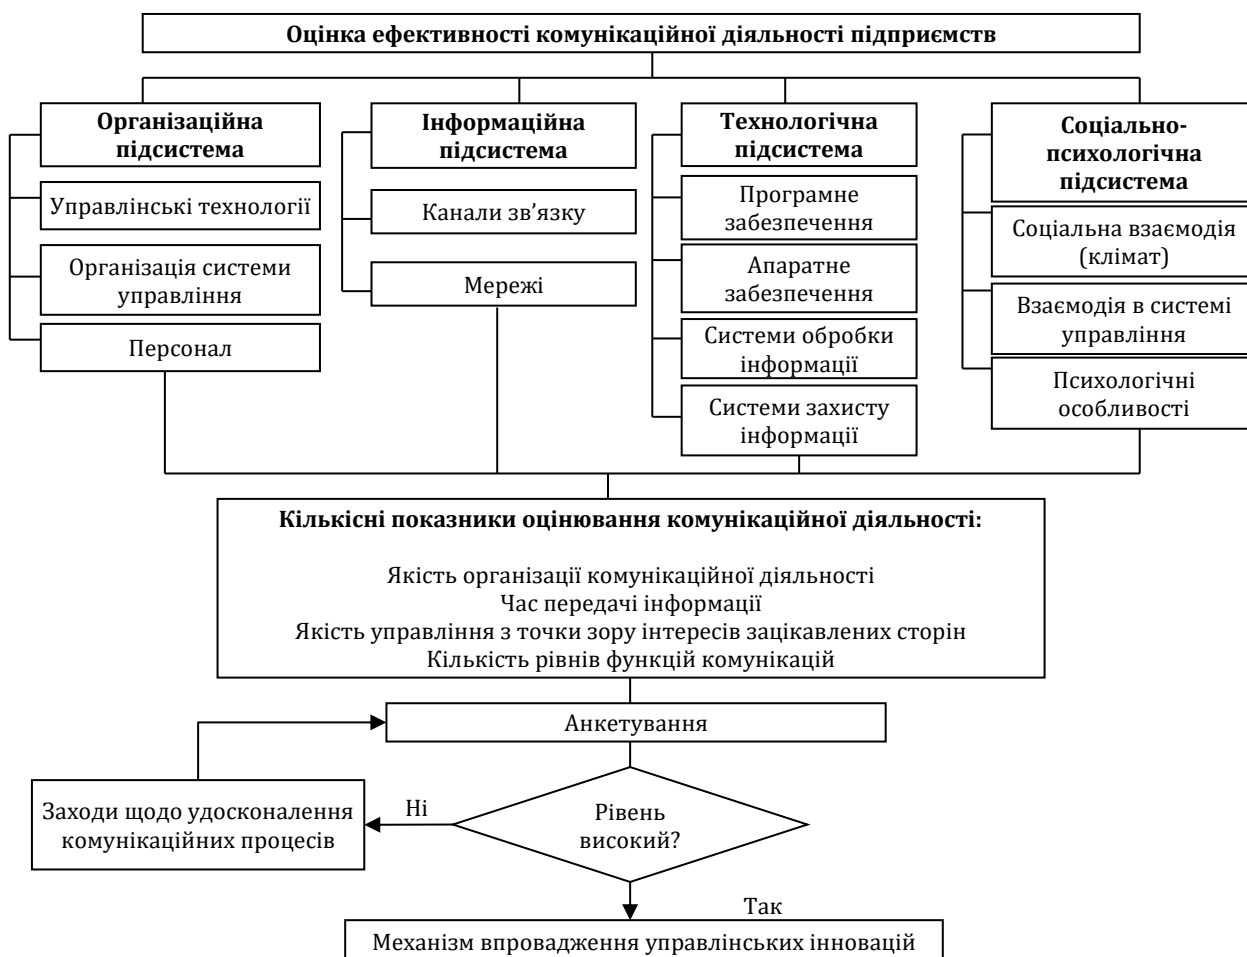 Оцінка ефективності комунікаційної діяльності підприємств
Організаційна
підсистема
Управлінські технології
Організація системи
управління
Персонал
Інформаційна
підсистема
Канали зв'язку
Мережі
Технологічна
підсистема
Програмне
забезпечення
Апаратне
забезпечення
Системи обробки
інформації
Системи захисту
інформації
Соціально-
психологічна
підсистема
Соціальна взаємодія
(клімат)
Взаємодія в системі
управління
Психологічні
особливості
Кількісні показники оцінювання комунікаційної діяльності:
Якість організації комунікаційної діяльності
Час передачі інформації
Якість управління з точки зору інтересів зацікавлених сторін
Кількість рівнів функцій комунікацій
Анкетування
Заходи щодо удосконалення
комунікаційних процесів
Ні
Рівень
високий?
Так
Механізм впровадження управлінських інновацій